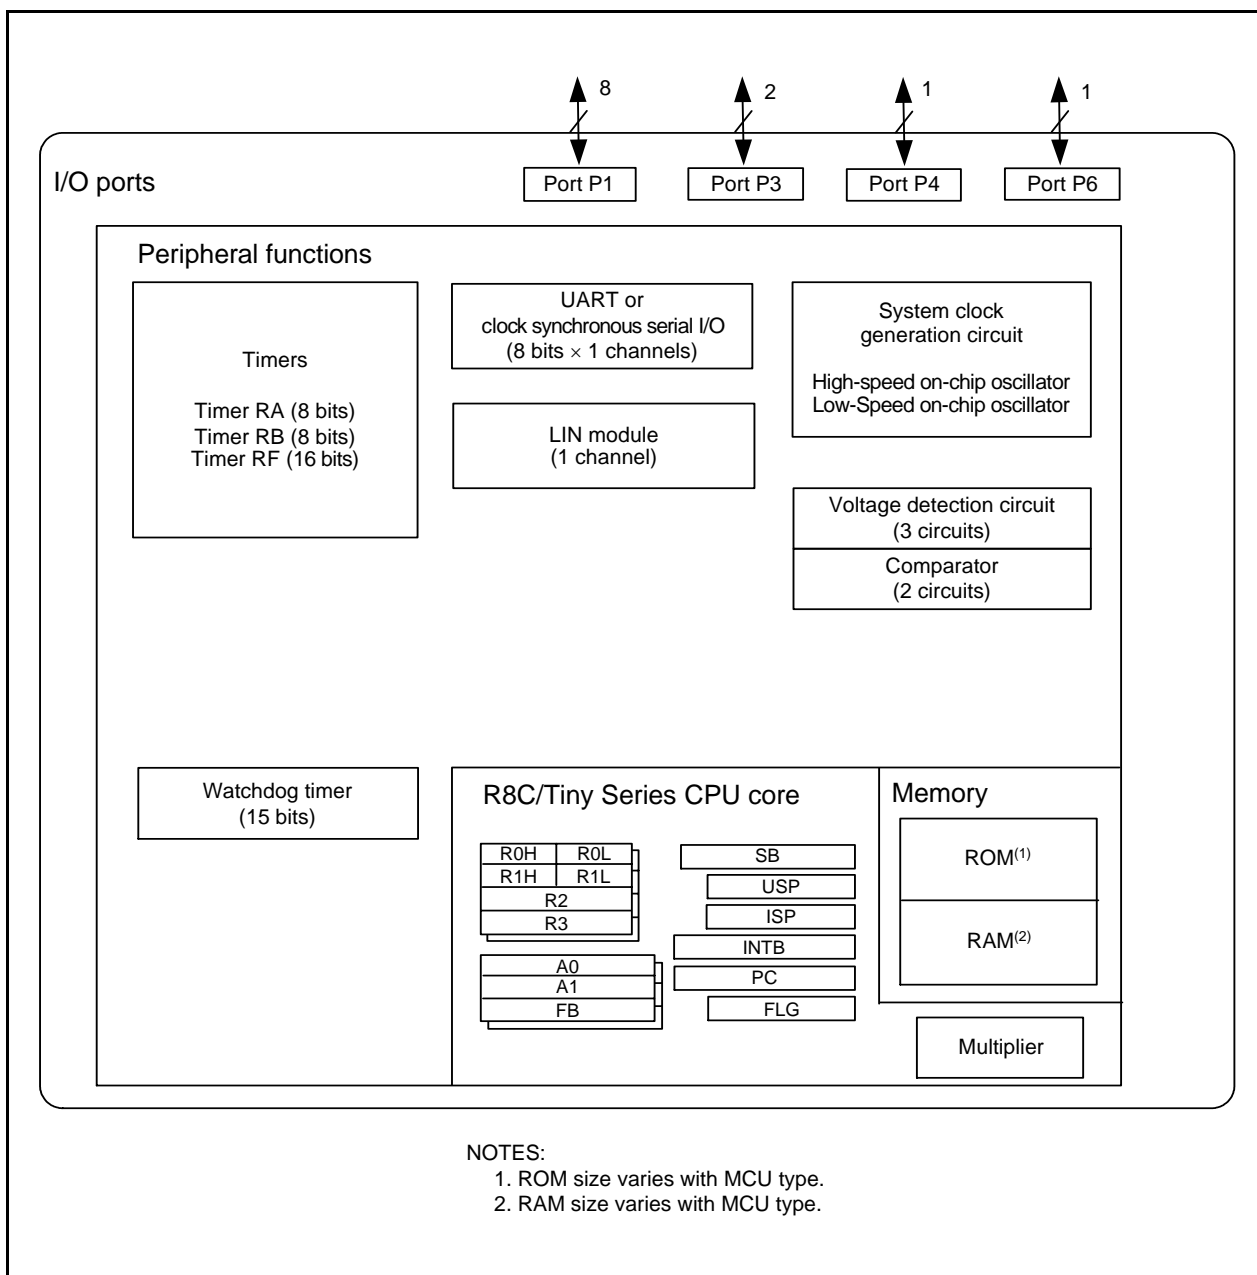 8
2
1
1
I/O ports
Port P1
Port P3
Port P4
Port P6
Peripheral functions
Timers
Timer RA (8 bits)
Timer RB (8 bits)
Timer RF (16 bits)
UART or
clock synchronous serial I/O
(8 bits × 1 channels)
LIN module
(1 channel)
System clock
generation circuit
High-speed on-chip oscillator
Low-Speed on-chip oscillator
Voltage detection circuit
(3 circuits)
Comparator
(2 circuits)
Watchdog timer
(15 bits)
R8C/Tiny Series CPU core
R0H
R0L
R1H
R1L
R2
R3
A0
A1
FB
SB
USP
ISP
INTB
PC
FLG
Memory
ROM(1)
RAM(2)
Multiplier
NOTES:
1. ROM size varies with MCU type.
2. RAM size varies with MCU type.